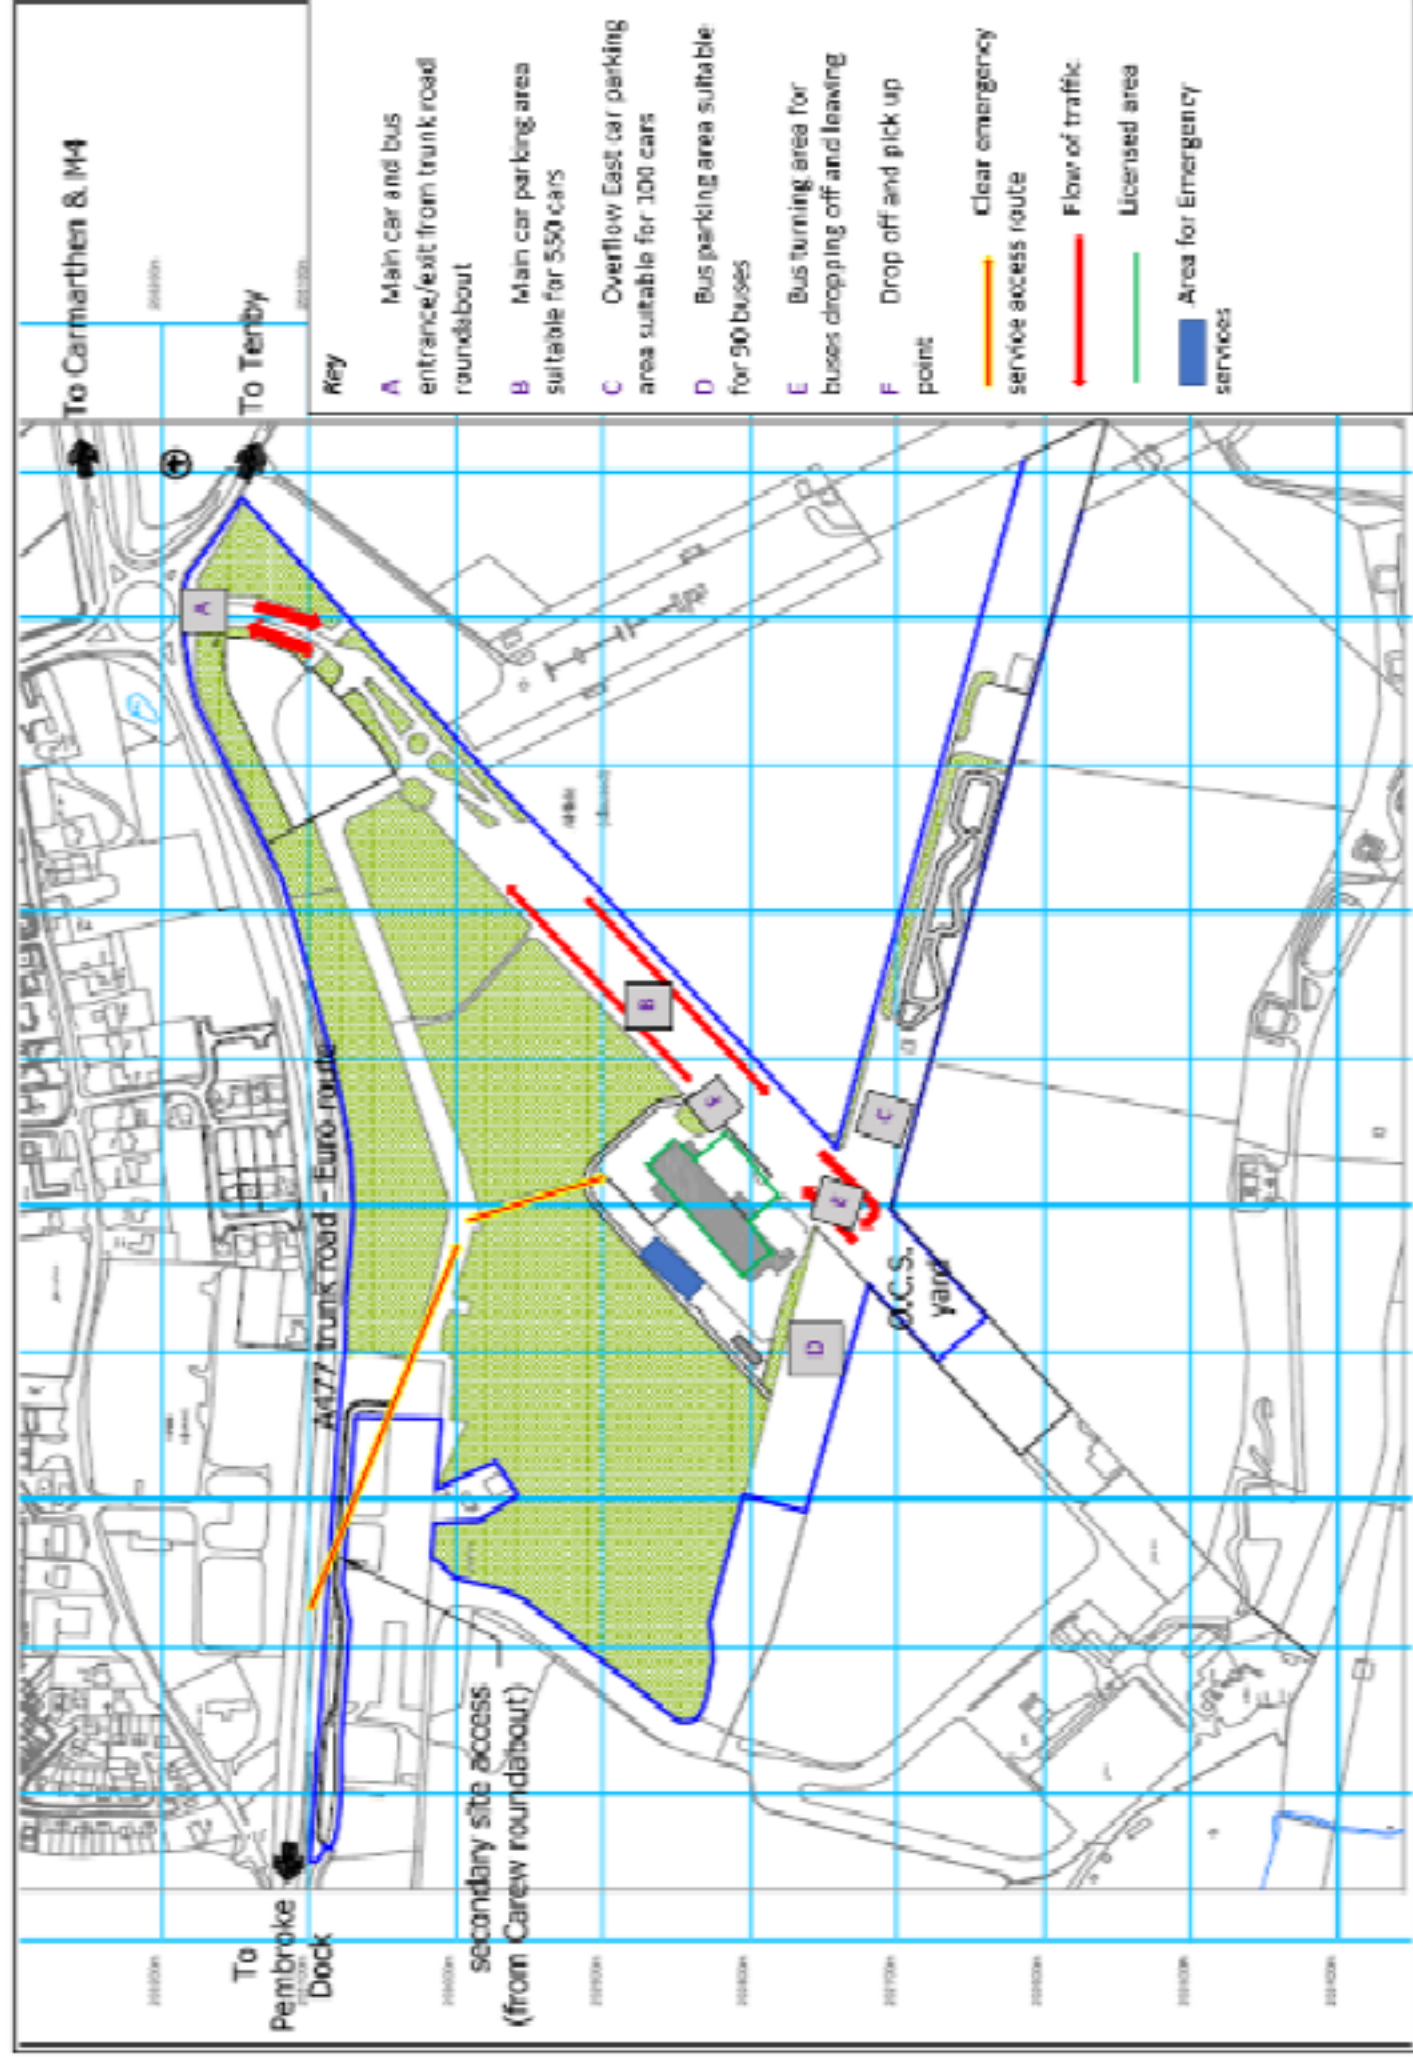 To Carmarthen & M4
To Tenby
Key
A Main car and bus
entrance/exit from trunk road
roundabout
B Main car parking area
suitable for 550 cars
C Overflow East car parking
area suitable for 100 cars
D Bus parking area suitable
for 90 buses
E Bus turning area for
buses dropping off and leaving
F Drop off and pick up
point
Clear emergency
service access route
Flow of traffic
Licensed area
Area for Emergency
services
A
B
C
D
E
F
A477 trunk road - Euro route
O.C.S.
yard
secondary site access
(from Carew roundabout)
To
Pembroke
Dock